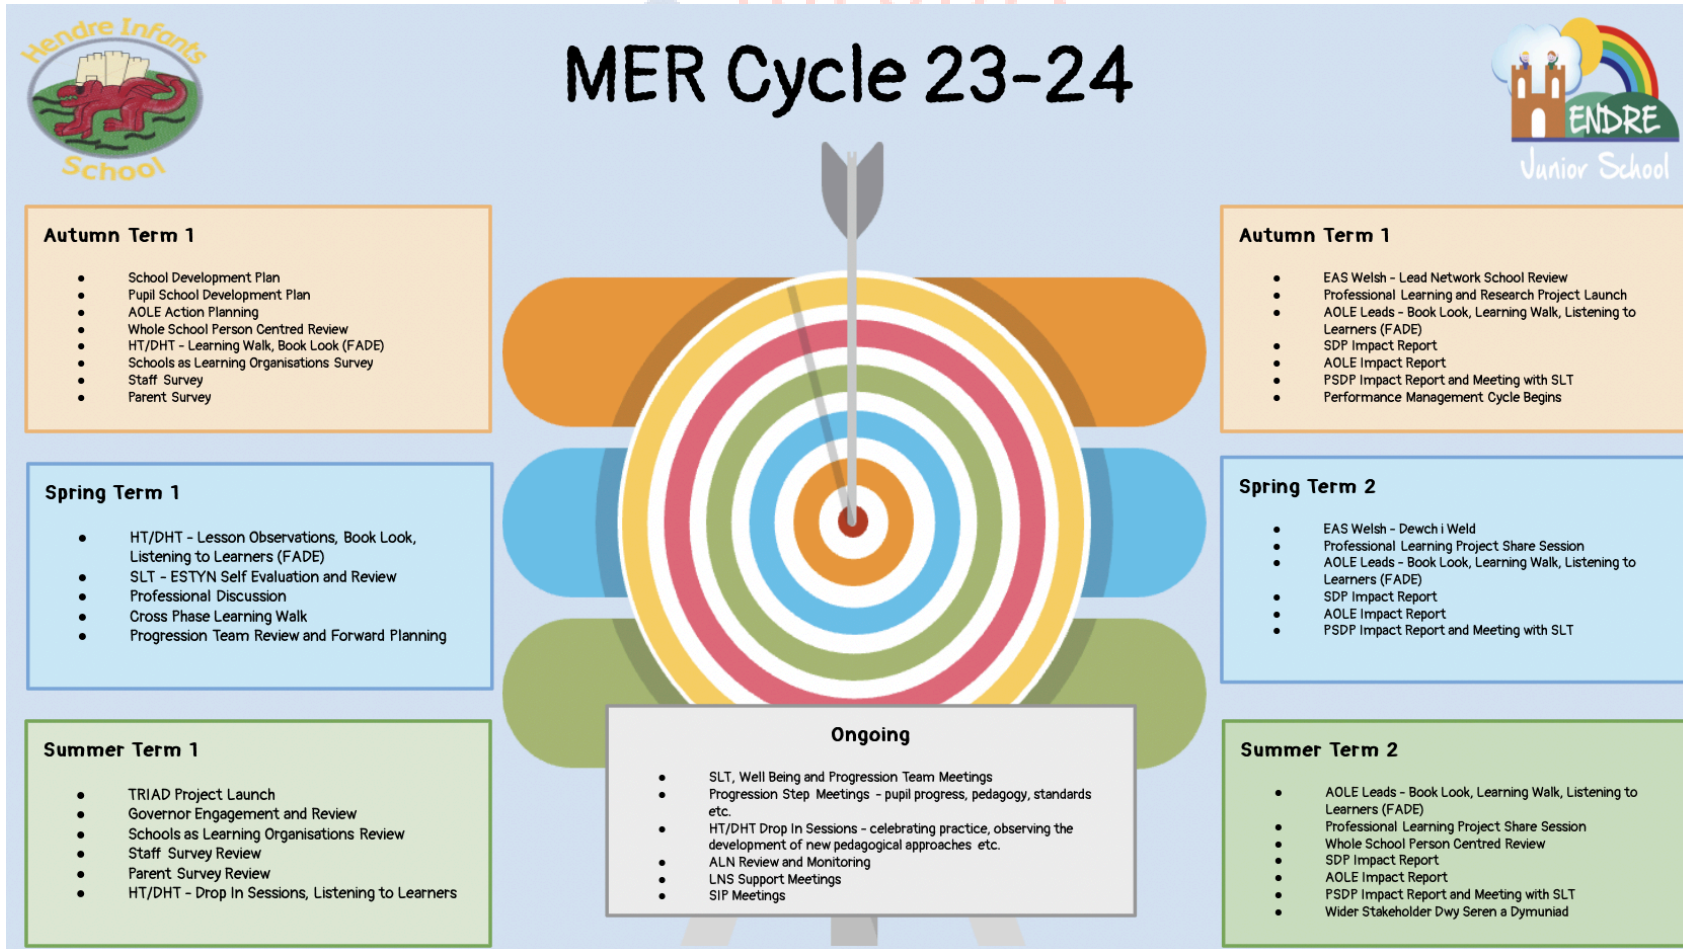 Hendre Infants
School
MER Cycle 23-24
ENDRE
Junior School
Autumn Term 1
● School Development Plan
● Pupil School Development Plan
● AOLE Action Planning
● Whole School Person Centred Review
● HT/DHT - Learning Walk, Book Look (FADE)
● Schools as Learning Organisations Survey
● Staff Survey
● Parent Survey
Autumn Term 1
● EAS Welsh - Lead Network School Review
● Professional Learning and Research Project Launch
● AOLE Leads - Book Look, Learning Walk, Listening to
Learners (FADE)
● SDP Impact Report
● AOLE Impact Report
● PSDP Impact Report and Meeting with SLT
● Performance Management Cycle Begins
Spring Term 1
● HT/DHT - Lesson Observations, Book Look,
Listening to Learners (FADE)
● SLT - ESTYN Self Evaluation and Review
● Professional Discussion
● Cross Phase Learning Walk
● Progression Team Review and Forward Planning
Spring Term 2
● EAS Welsh - Dewch i Weld
● Professional Learning Project Share Session
● AOLE Leads - Book Look, Learning Walk, Listening to
Learners (FADE)
● SDP Impact Report
● AOLE Impact Report
● PSDP Impact Report and Meeting with SLT
Summer Term 1
● TRIAD Project Launch
● Governor Engagement and Review
● Schools as Learning Organisations Review
● Staff Survey Review
● Parent Survey Review
● HT/DHT - Drop In Sessions, Listening to Learners
Ongoing
● SLT, Well Being and Progression Team Meetings
● Progression Step Meetings - pupil progress, pedagogy, standards
etc.
● HT/DHT Drop In Sessions - celebrating practice, observing the
development of new pedagogical approaches etc.
● ALN Review and Monitoring
● LNS Support Meetings
● SIP Meetings
Summer Term 2
● AOLE Leads - Book Look, Learning Walk, Listening to
Learners (FADE)
● Professional Learning Project Share Session
● Whole School Person Centred Review
● SDP Impact Report
● AOLE Impact Report
● PSDP Impact Report and Meeting with SLT
● Wider Stakeholder Dwy Seren a Dymuniad